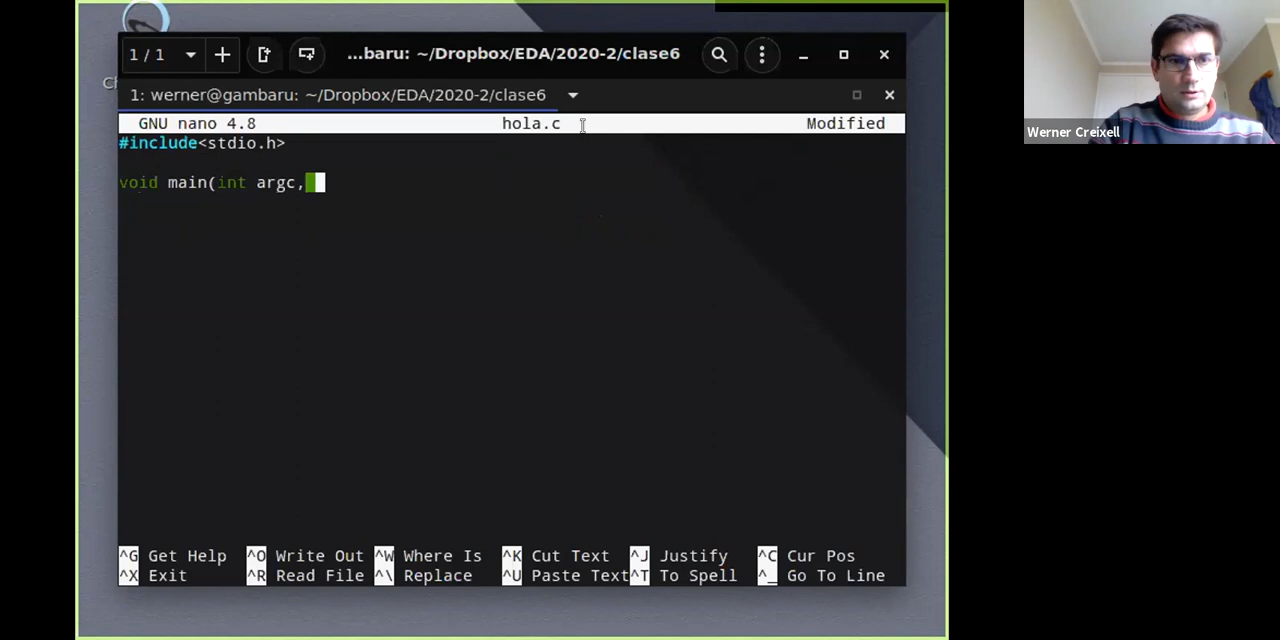 Ch
1 / 1
...baru: ~/Dropbox/EDA/2020-2/clase6
1: werner@gambaru: ~/Dropbox/EDA/2020-2/clase6
GNU nano 4.8 hola.c Modified
#include<stdio.h>
void main(int argc,
^G Get Help ^O Write Out ^W Where Is ^K Cut Text ^J Justify ^C Cur Pos
^X Exit ^R Read File ^\ Replace ^U Paste Text ^T To Spell ^_ Go To Line
Werner Creixell